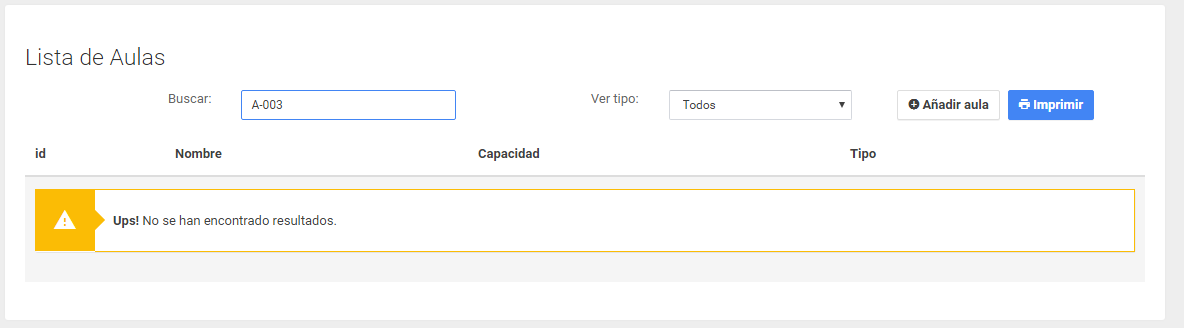 Lista de Aulas
Buscar: A-003 Ver tipo: Todos Añadir aula Imprimir
id Nombre Capacidad Tipo
Ups! No se han encontrado resultados.